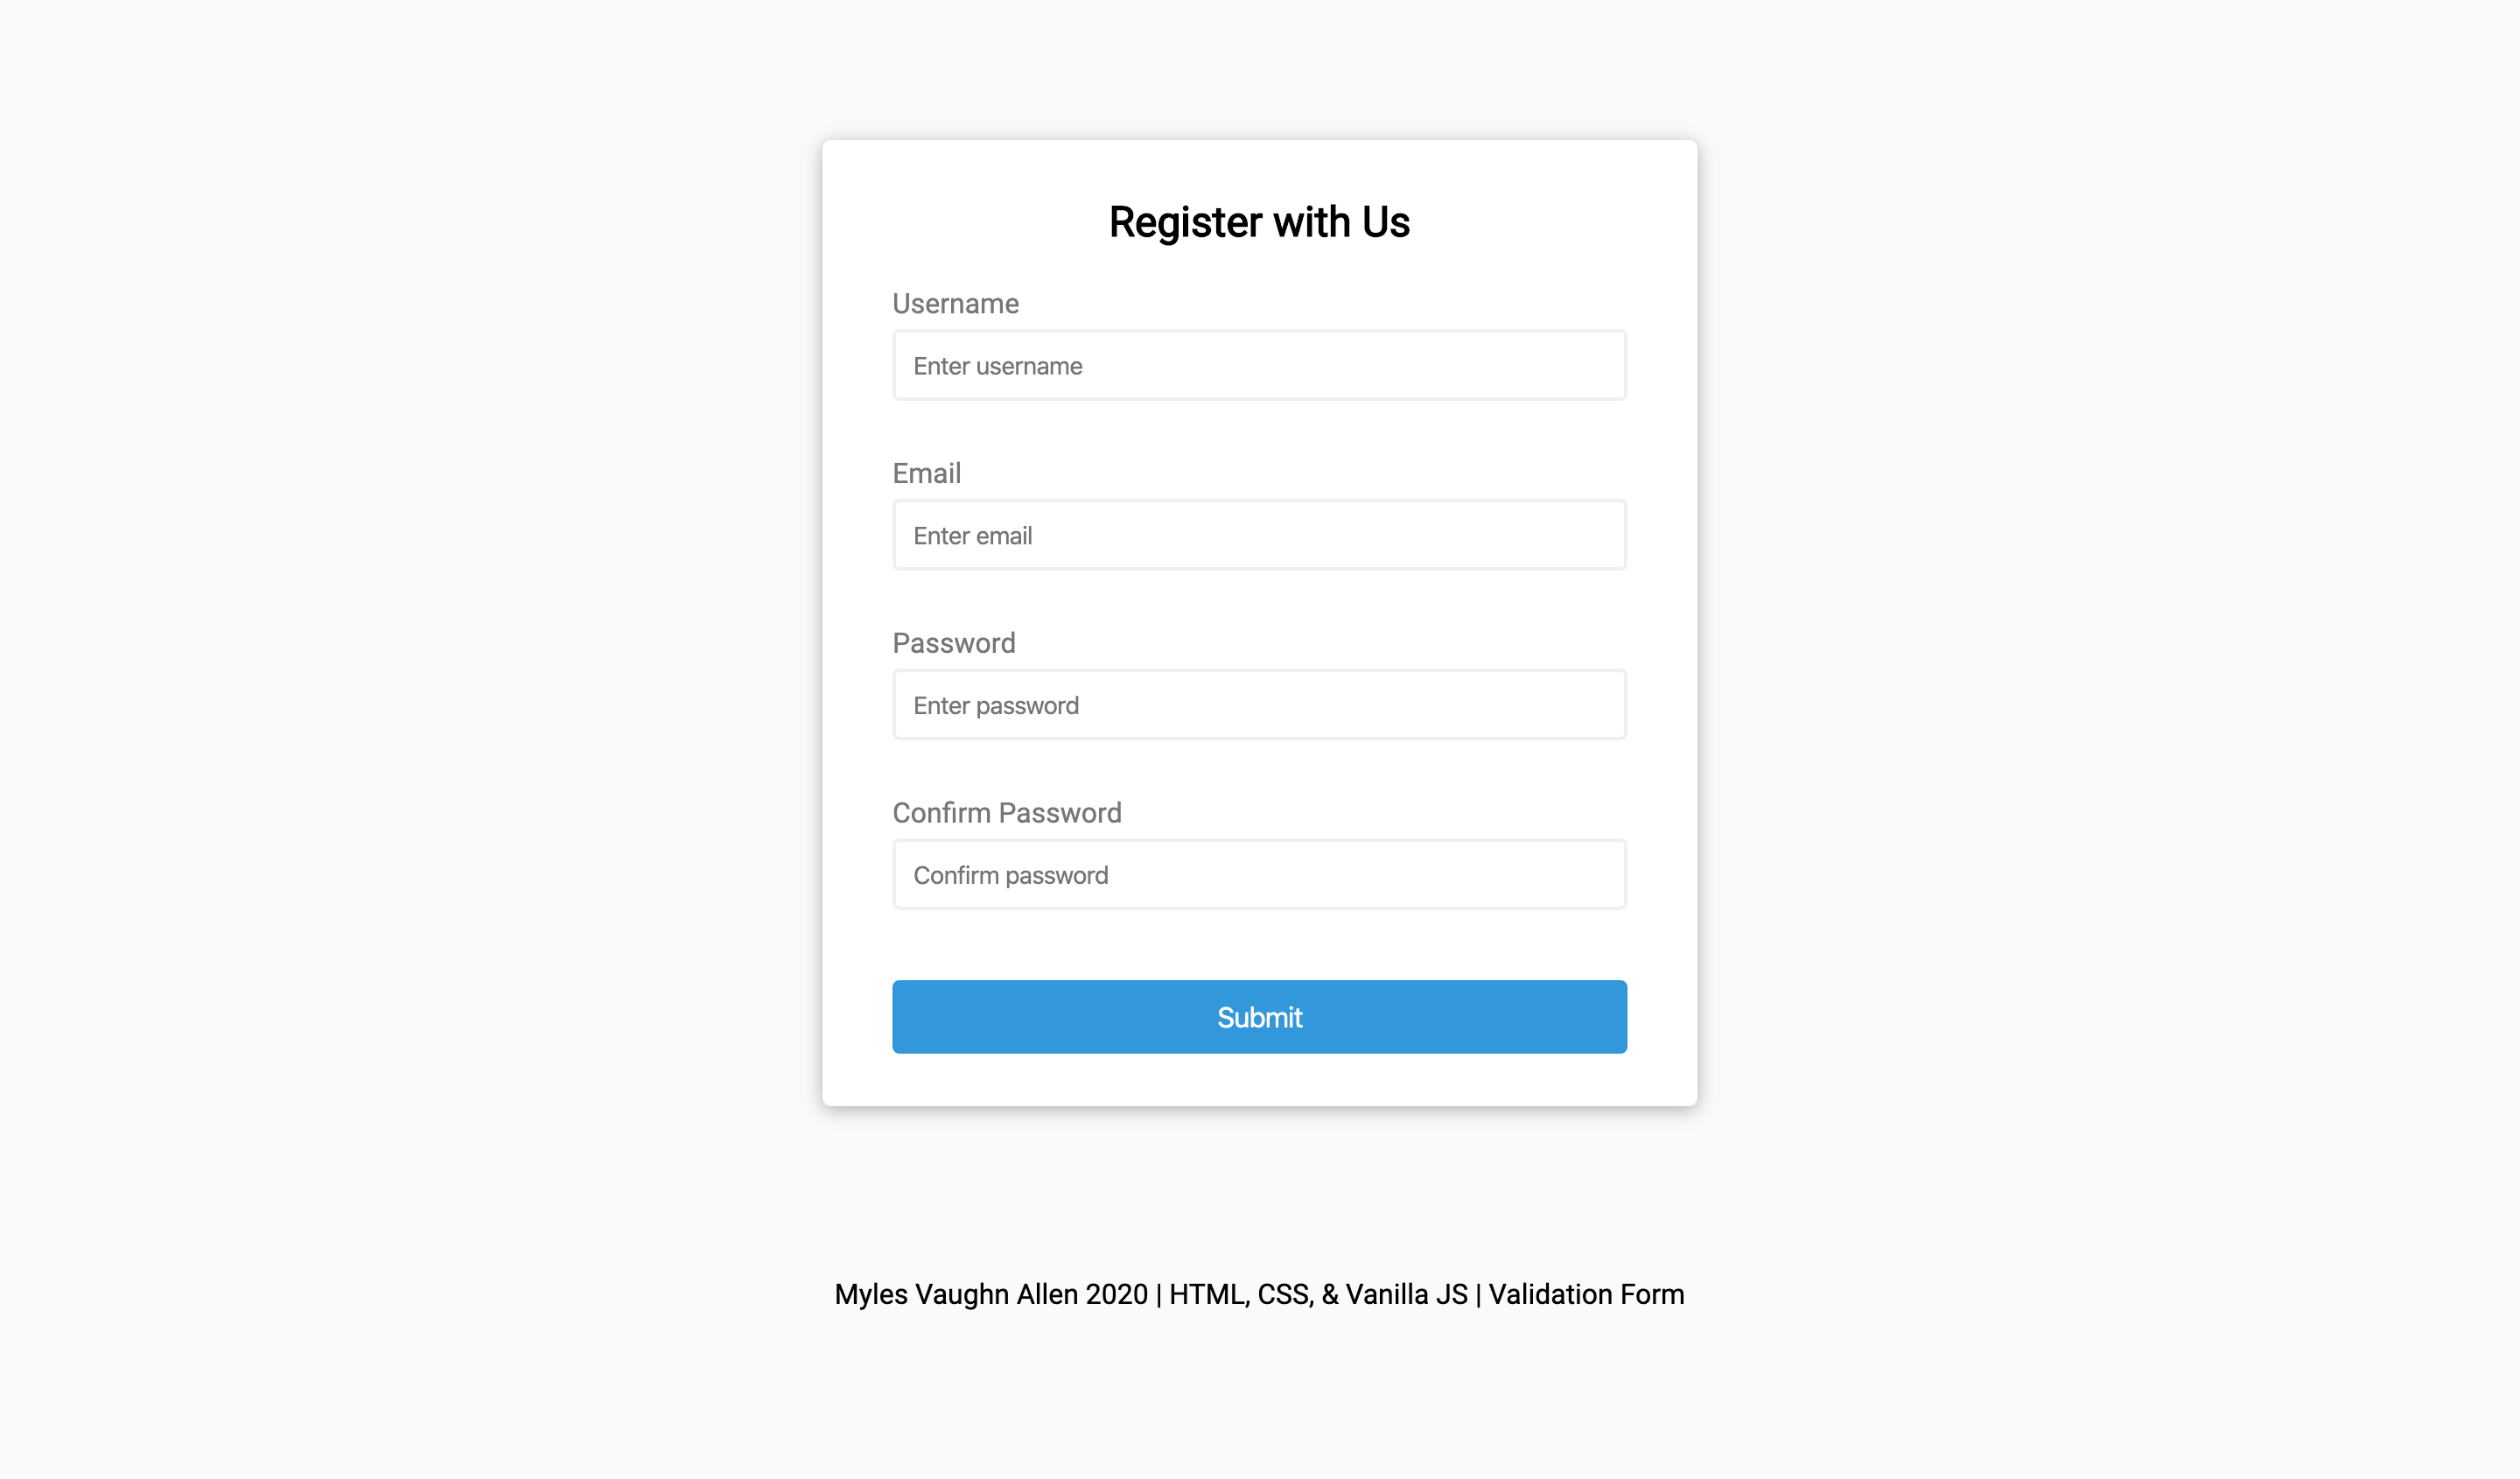 Register with Us
Username
Enter username
Email
Enter email
Password
Enter password
Confirm Password
Confirm password
Submit
Myles Vaughn Allen 2020 | HTML, CSS, & Vanilla JS | Validation Form